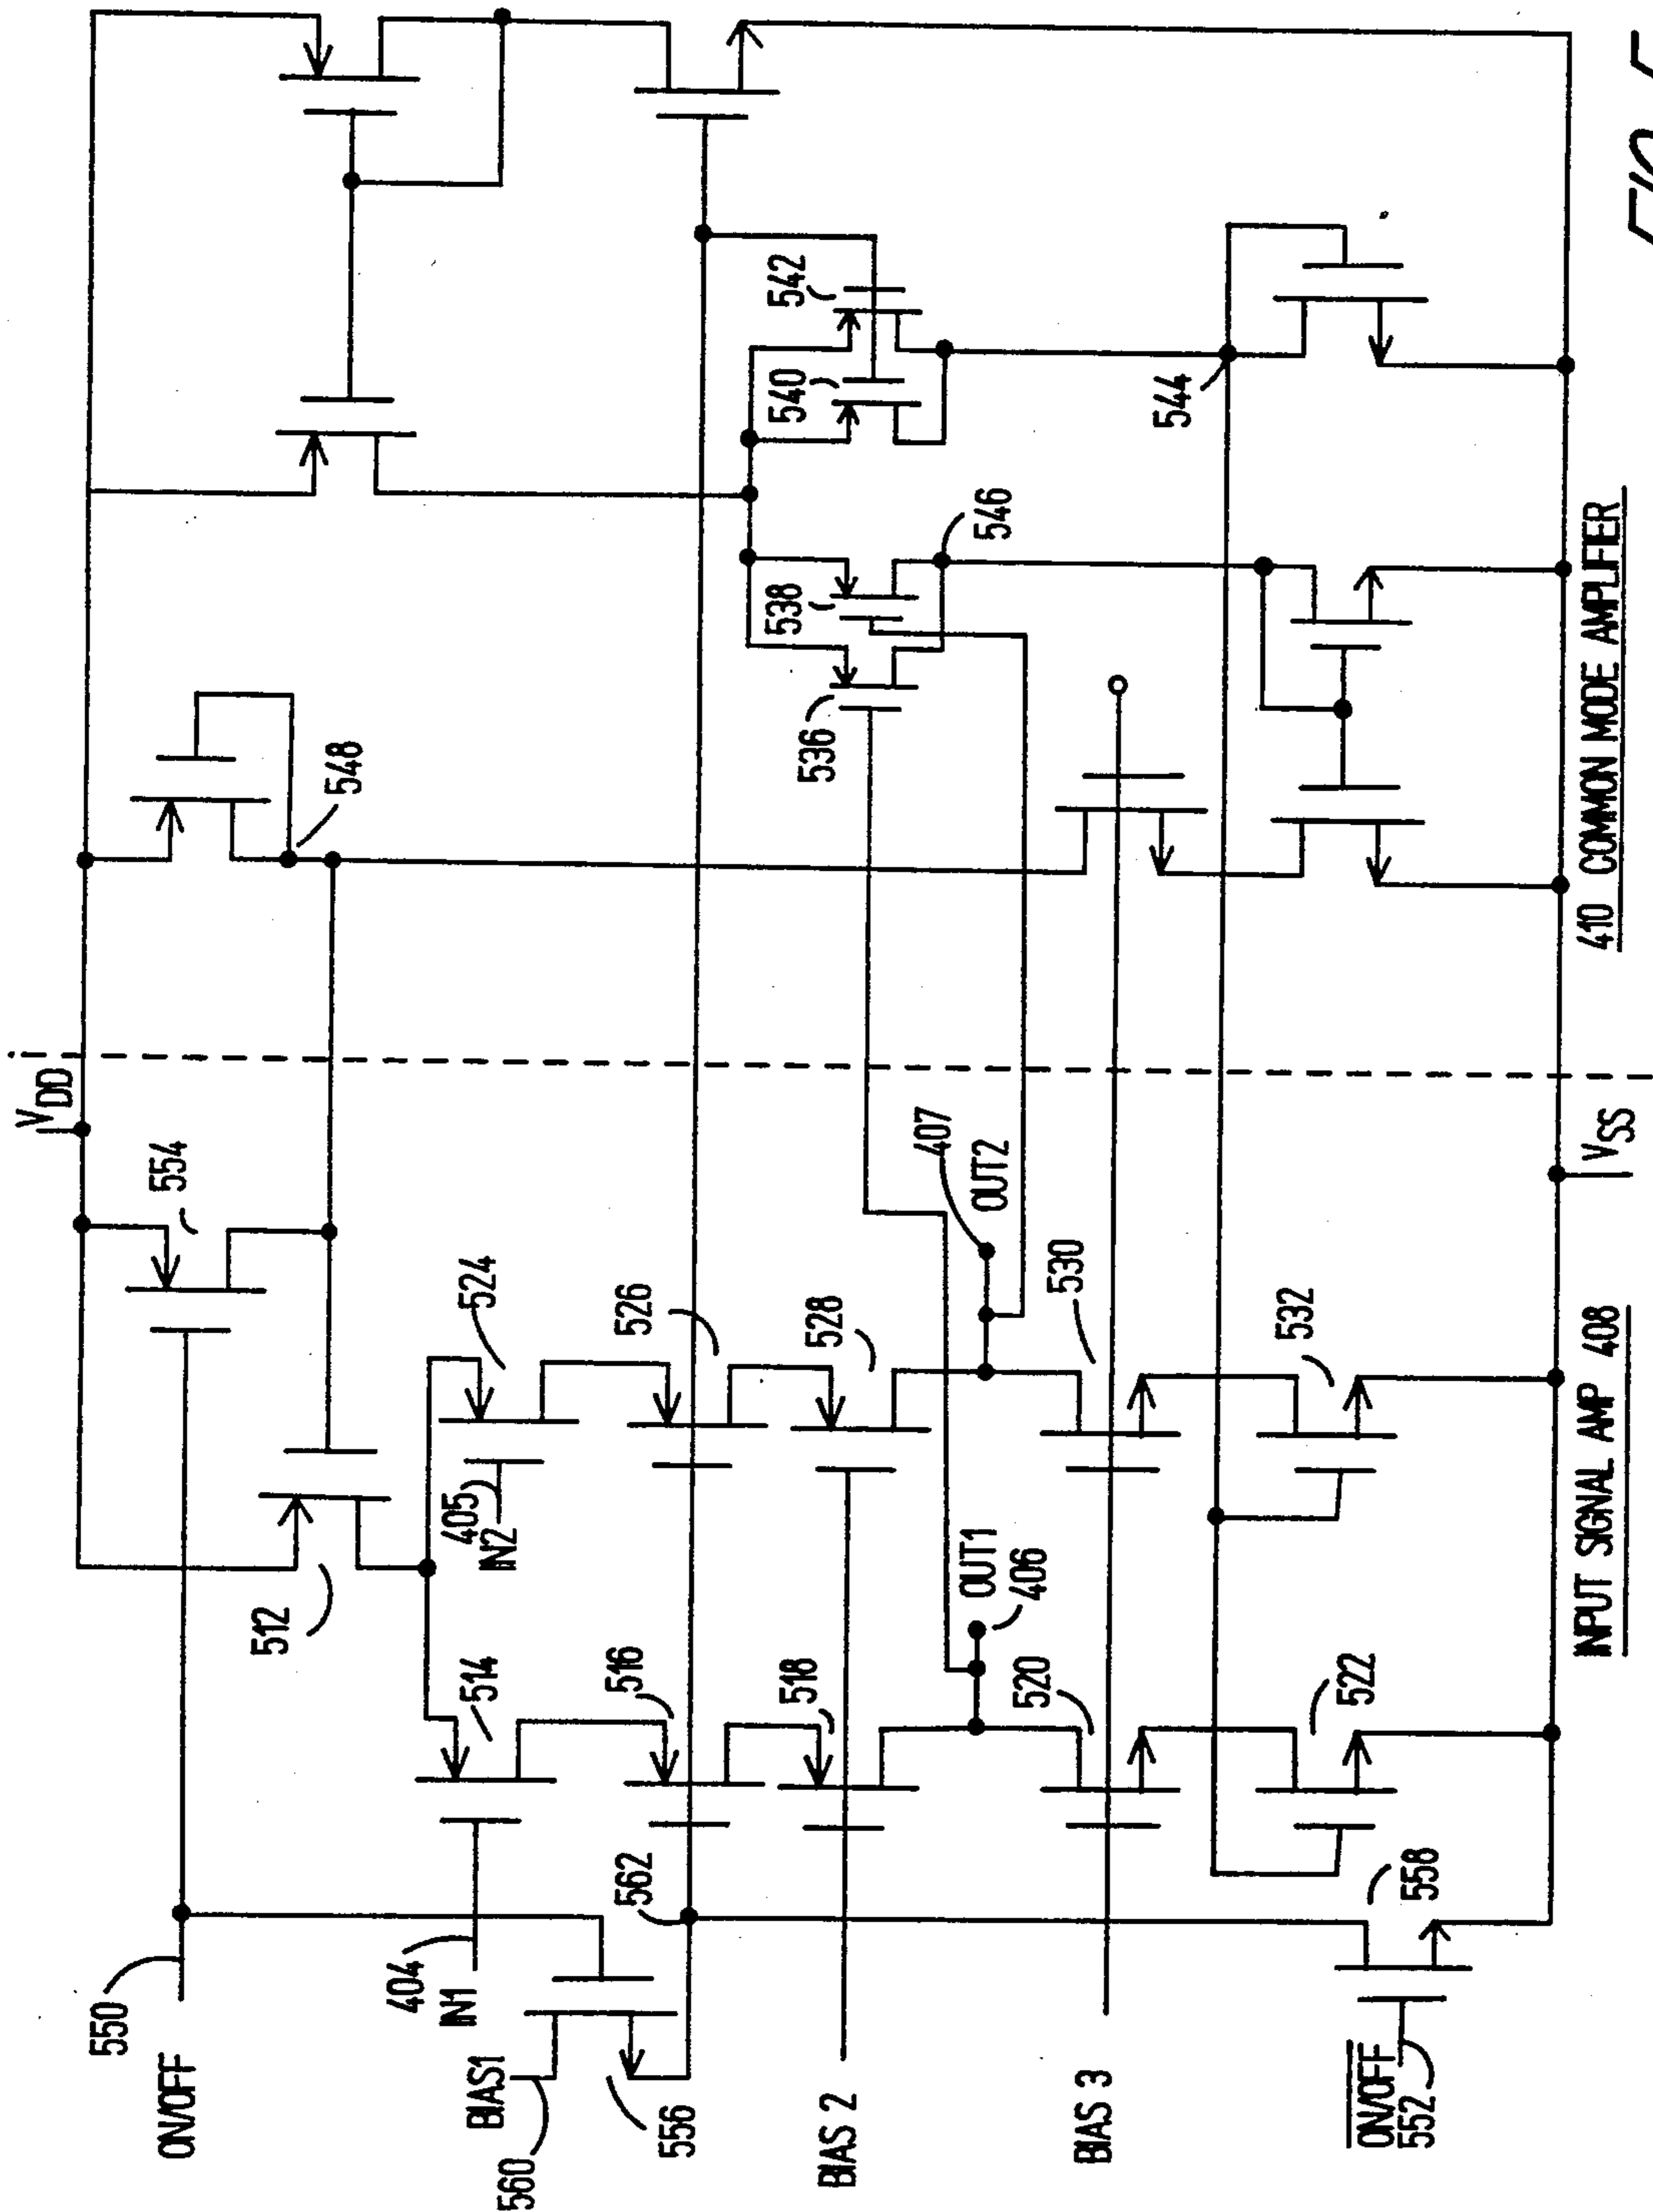 550
ON/OFF
404
IN1
BIAS1
560
556
562
BIAS 2
BIAS 3
ON/OFF
552
558
512
514
516
518
OUT1
406
520
522
554
VDD
524
405
IN2
526
528
407
OUT2
530
532
VSS
INPUT SIGNAL AMP 408
548
536
538
540
542
546
544
410 COMMON MODE AMPLIFIER